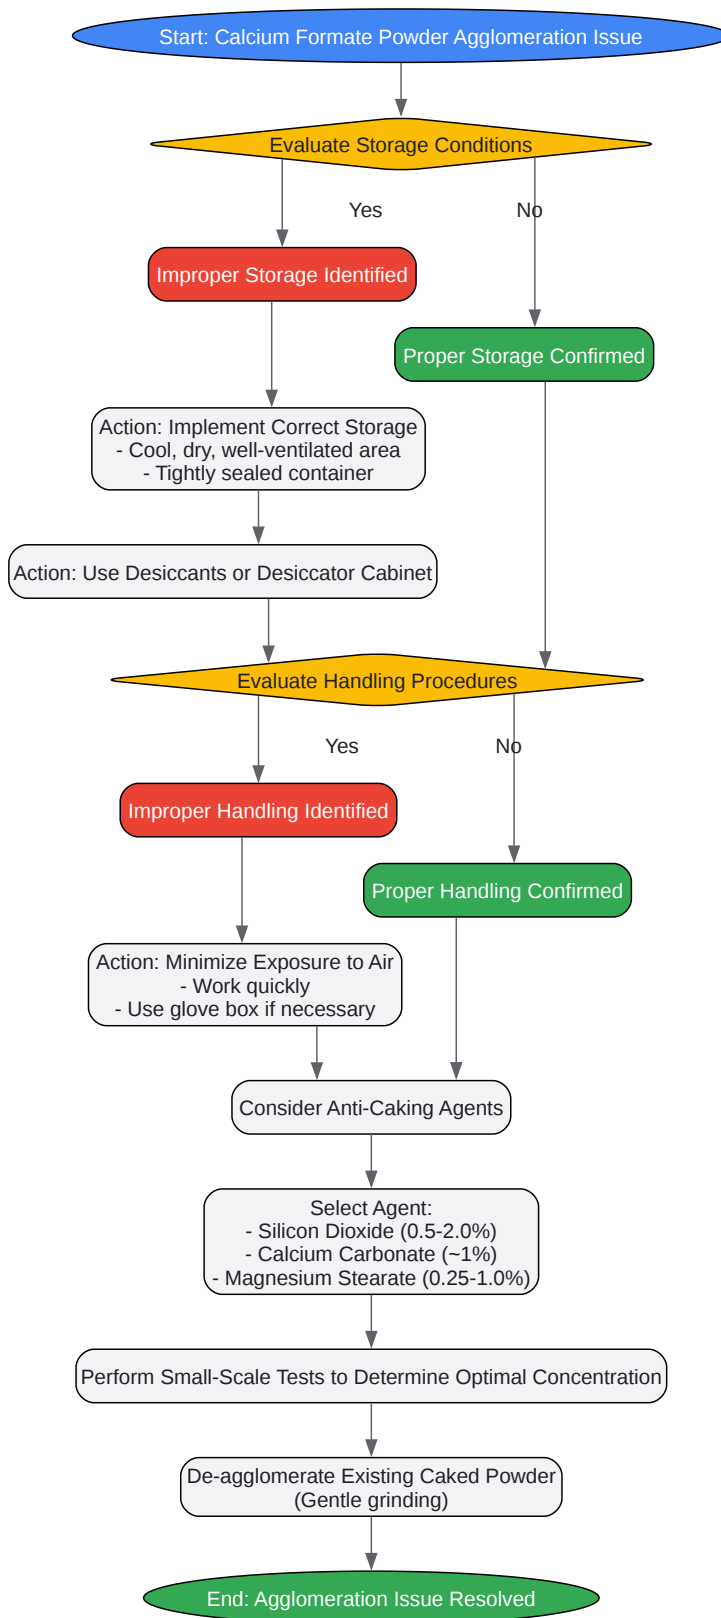 Start: Calcium Formate Powder Agglomeration Issue
Evaluate Storage Conditions
Yes
No
Improper Storage Identified
Proper Storage Confirmed
Action: Implement Correct Storage
- Cool, dry, well-ventilated area
- Tightly sealed container
Action: Use Desiccants or Desiccator Cabinet
Evaluate Handling Procedures
Yes
No
Improper Handling Identified
Proper Handling Confirmed
Action: Minimize Exposure to Air
- Work quickly
- Use glove box if necessary
Consider Anti-Caking Agents
Select Agent:
- Silicon Dioxide (0.5-2.0%)
- Calcium Carbonate (~1%)
- Magnesium Stearate (0.25-1.0%)
Perform Small-Scale Tests to Determine Optimal Concentration
De-agglomerate Existing Caked Powder
(Gentle grinding)
End: Agglomeration Issue Resolved